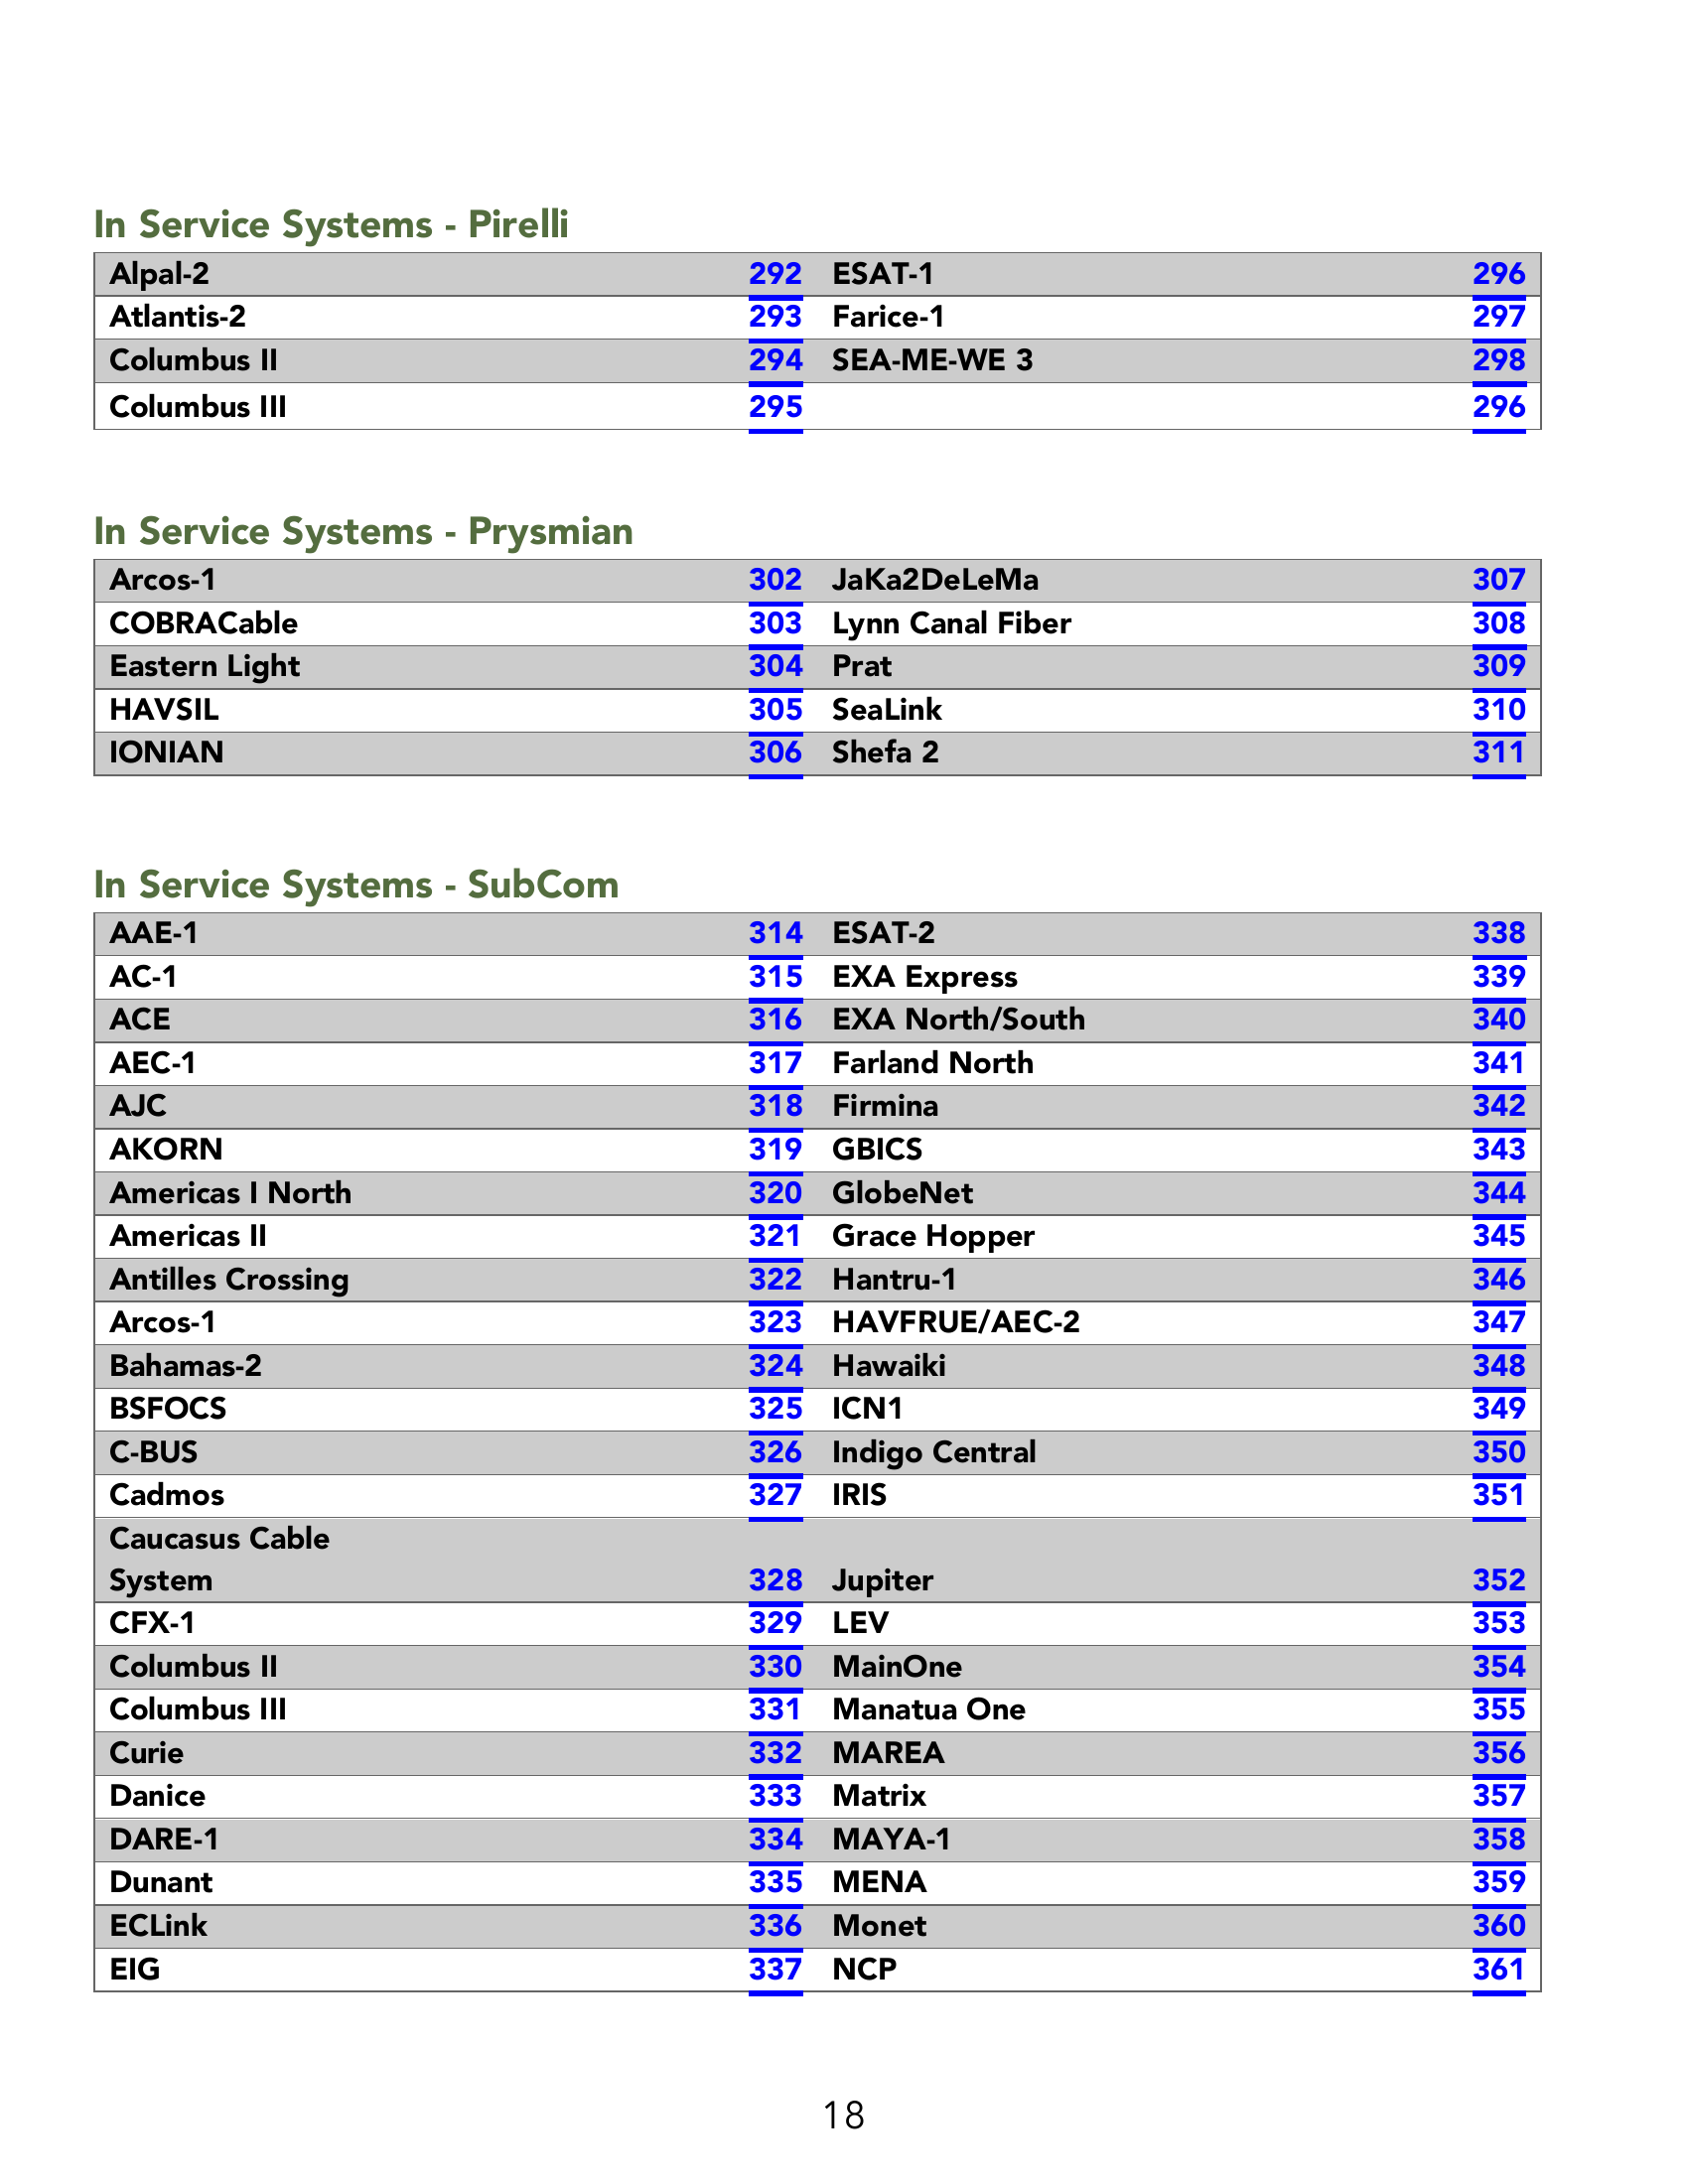 In Service Systems - Pirelli
Alpal-2 292 ESAT-1 296
Atlantis-2 293 Farice-1 297
Columbus II 294 SEA-ME-WE 3 298
Columbus III 295 296
In Service Systems - Prysmian
Arcos-1 302 JaKa2DeLeMa 307
COBRACable 303 Lynn Canal Fiber 308
Eastern Light 304 Prat 309
HAVSIL 305 SeaLink 310
IONIAN 306 Shefa 2 311
In Service Systems - SubCom
AAE-1 314 ESAT-2 338
AC-1 315 EXA Express 339
ACE 316 EXA North/South 340
AEC-1 317 Farland North 341
AJC 318 Firmina 342
AKORN 319 GBICS 343
Americas I North 320 GlobeNet 344
Americas II 321 Grace Hopper 345
Antilles Crossing 322 Hantru-1 346
Arcos-1 323 HAVFRUE/AEC-2 347
Bahamas-2 324 Hawaiki 348
BSFOCS 325 ICN1 349
C-BUS 326 Indigo Central 350
Cadmos 327 IRIS 351
Caucasus Cable
System 328 Jupiter 352
CFX-1 329 LEV 353
Columbus II 330 MainOne 354
Columbus III 331 Manatua One 355
Curie 332 MAREA 356
Danice 333 Matrix 357
DARE-1 334 MAYA-1 358
Dunant 335 MENA 359
ECLink 336 Monet 360
EIG 337 NCP 361
18